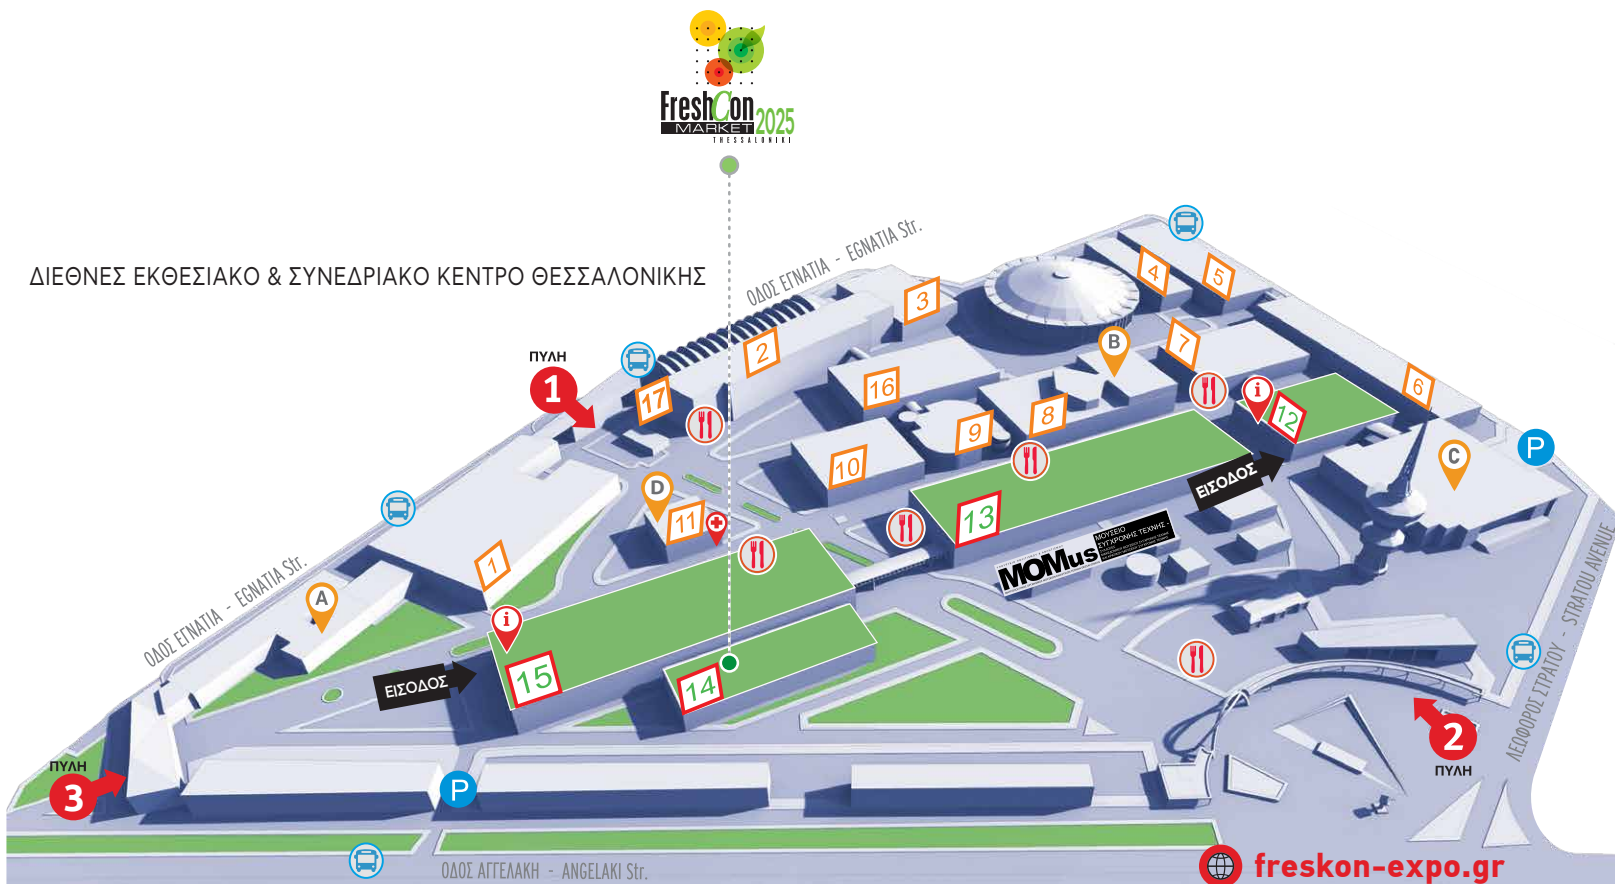 FreshCon
MARKET 2025
THESSALONIKI
ΔΙΕΘΝΕΣ ΕΚΘΕΣΙΑΚΟ & ΣΥΝΕΔΡΙΑΚΟ ΚΕΝΤΡΟ ΘΕΣΣΑΛΟΝΙΚΗΣ
ΟΔΟΣ ΕΓΝΑΤΙΑ - EGNATIA Str.
ΠΥΛΗ
1
17
2
3
4
5
B
7
6
16
8
9
10
i
12
P
C
ΕΙΣΟΔΟΣ
13
D
11
MOMus
ΜΟΥΣΕΙΟ
ΣΥΓΧΡΟΝΗΣ ΤΕΧΝΗΣ -
1
A
ΟΔΟΣ ΕΓΝΑΤΙΑ - EGNATIA Str.
i
ΕΙΣΟΔΟΣ
15
14
ΛΕΩΦΟΡΟΣ ΣΤΡΑΤΟΥ - STRATOU AVENUE
2
ΠΥΛΗ
ΠΥΛΗ
3
P
ΟΔΟΣ ΑΓΓΕΛΑΚΗ - ANGELAKI Str.
freskon-expo.gr